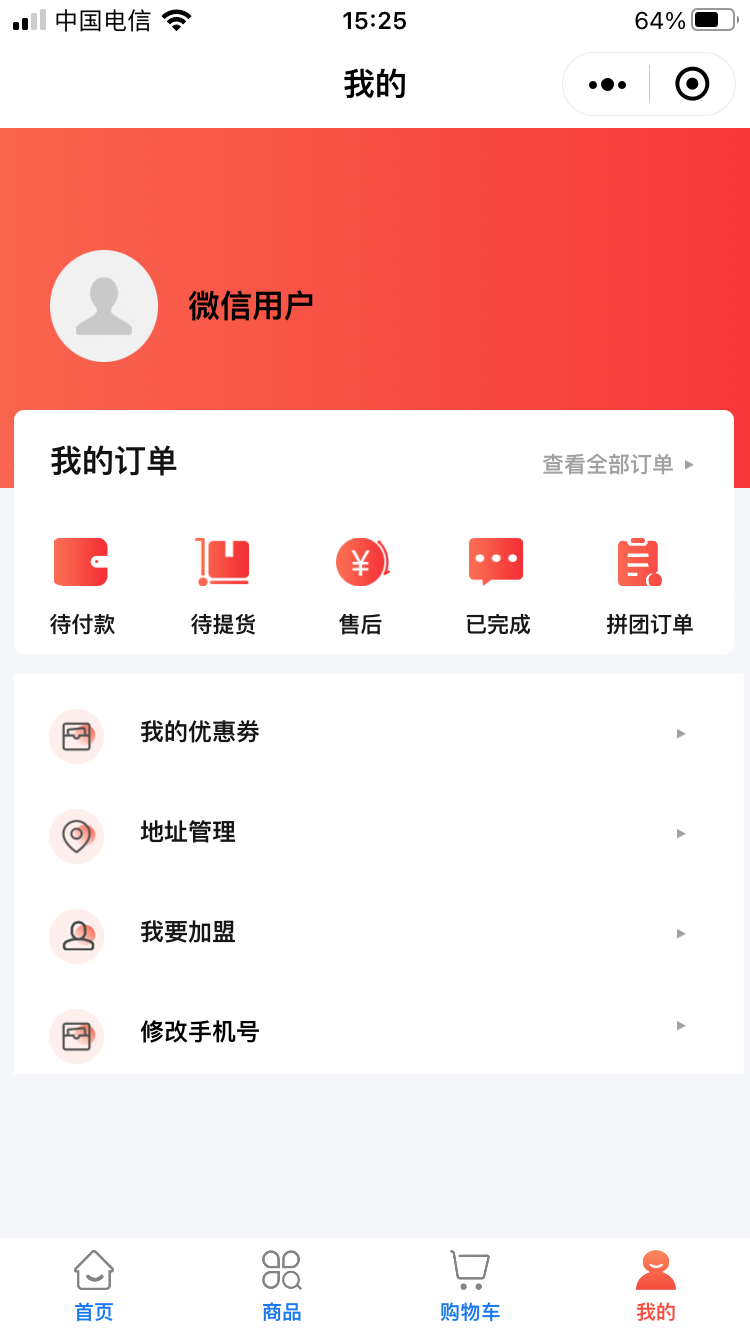 中国电信 15:25 64%
我的
微信用户
我的订单 查看全部订单
待付款 待提货 售后 已完成 拼团订单
我的优惠券
地址管理
我要加盟
修改手机号
首页 商品 购物车 我的